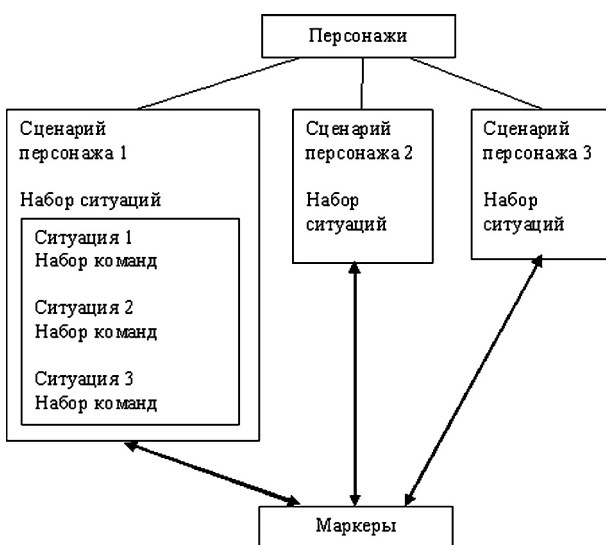 Персонажи
Сценарий
персонажа 1
Набор ситуаций
Ситуация 1
Набор команд
Ситуация 2
Набор команд
Ситуация 3
Набор команд
Сценарий
персонажа 2
Набор
ситуаций
Сценарий
персонажа 3
Набор
ситуаций
Маркеры